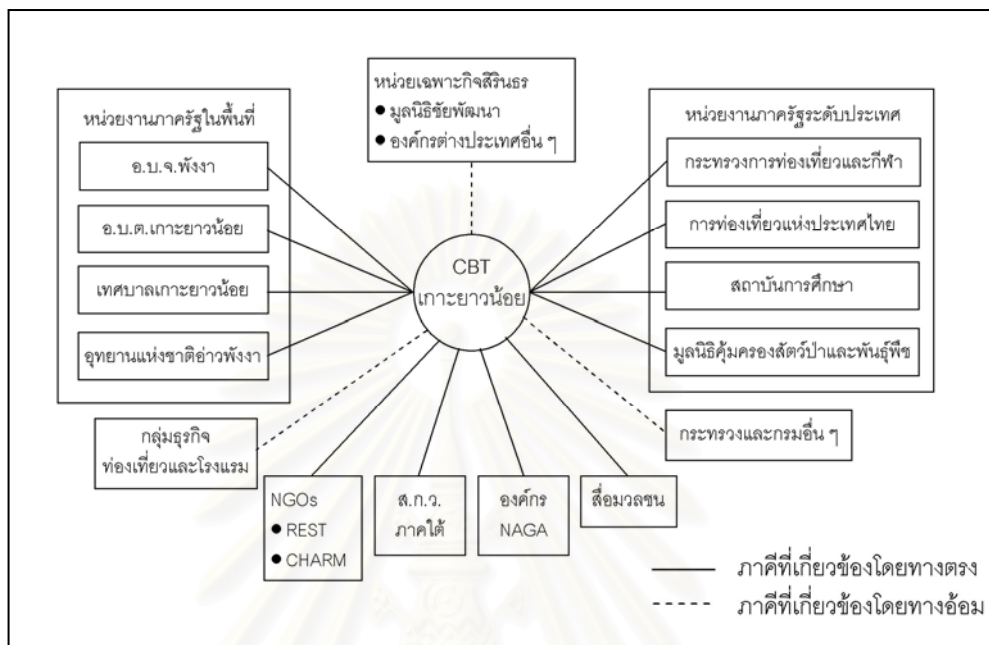 หน่วยเฉพาะกิจสิรินธร
● มูลนิธิชัยพัฒนา
● องค์กรต่างประเทศอื่น ๆ
หน่วยงานภาครัฐในพื้นที่
อ.บ.จ.พังงา
อ.บ.ต.เกาะยาวน้อย
เทศบาลเกาะยาวน้อย
อุทยานแห่งชาติอ่าวพังงา
หน่วยงานภาครัฐระดับประเทศ
กระทรวงการท่องเที่ยวและกีฬา
การท่องเที่ยวแห่งประเทศไทย
สถาบันการศึกษา
มูลนิธิคุ้มครองสัตว์ป่าและพันธุ์พืช
CBT
เกาะยาวน้อย
กลุ่มธุรกิจ
ท่องเที่ยวและโรงแรม
กระทรวงและกรมอื่น ๆ
NGOs
● REST
● CHARM
ส.ก.ว.
ภาคใต้
องค์กร
NAGA
สื่อมวลชน
ภาคีที่เกี่ยวข้องโดยทางตรง
ภาคีที่เกี่ยวข้องโดยทางอ้อม